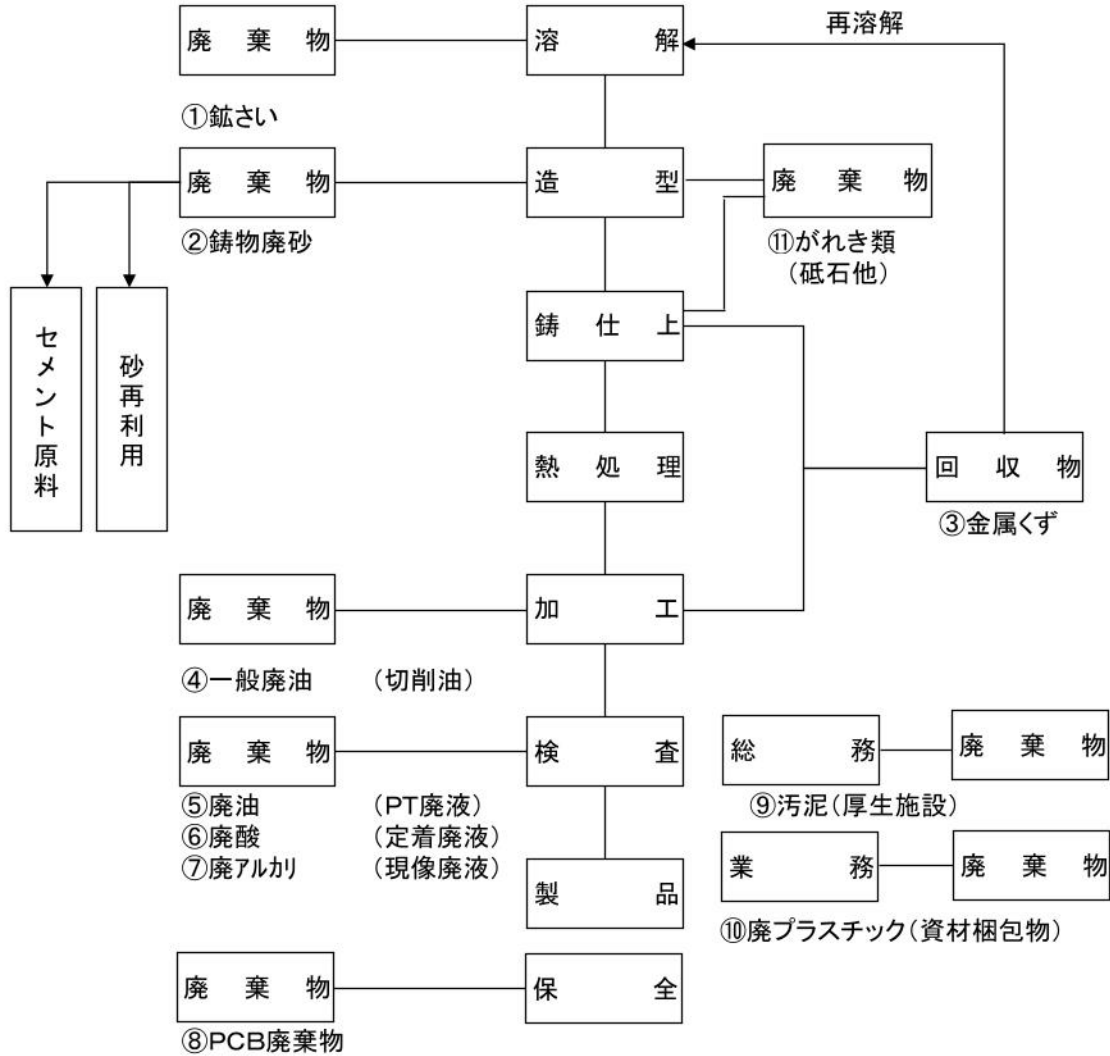 廃棄物
溶解
再溶解
①鉱さい
廃棄物
造型
廃棄物
②鋳物廃砂
⑪がれき類
(砥石他)
セメント原料
砂再利用
鋳仕上
熱処理
回収物
③金属くず
廃棄物
加工
④一般廃油 (切削油)
廃棄物
検査
総務
廃棄物
⑤廃油 (PT廃液)
⑨汚泥(厚生施設)
⑥廃酸 (定着廃液)
⑦廃アルカリ (現像廃液)
業務
廃棄物
製品
⑩廃プラスチック(資材梱包物)
廃棄物
保全
⑧PCB廃棄物